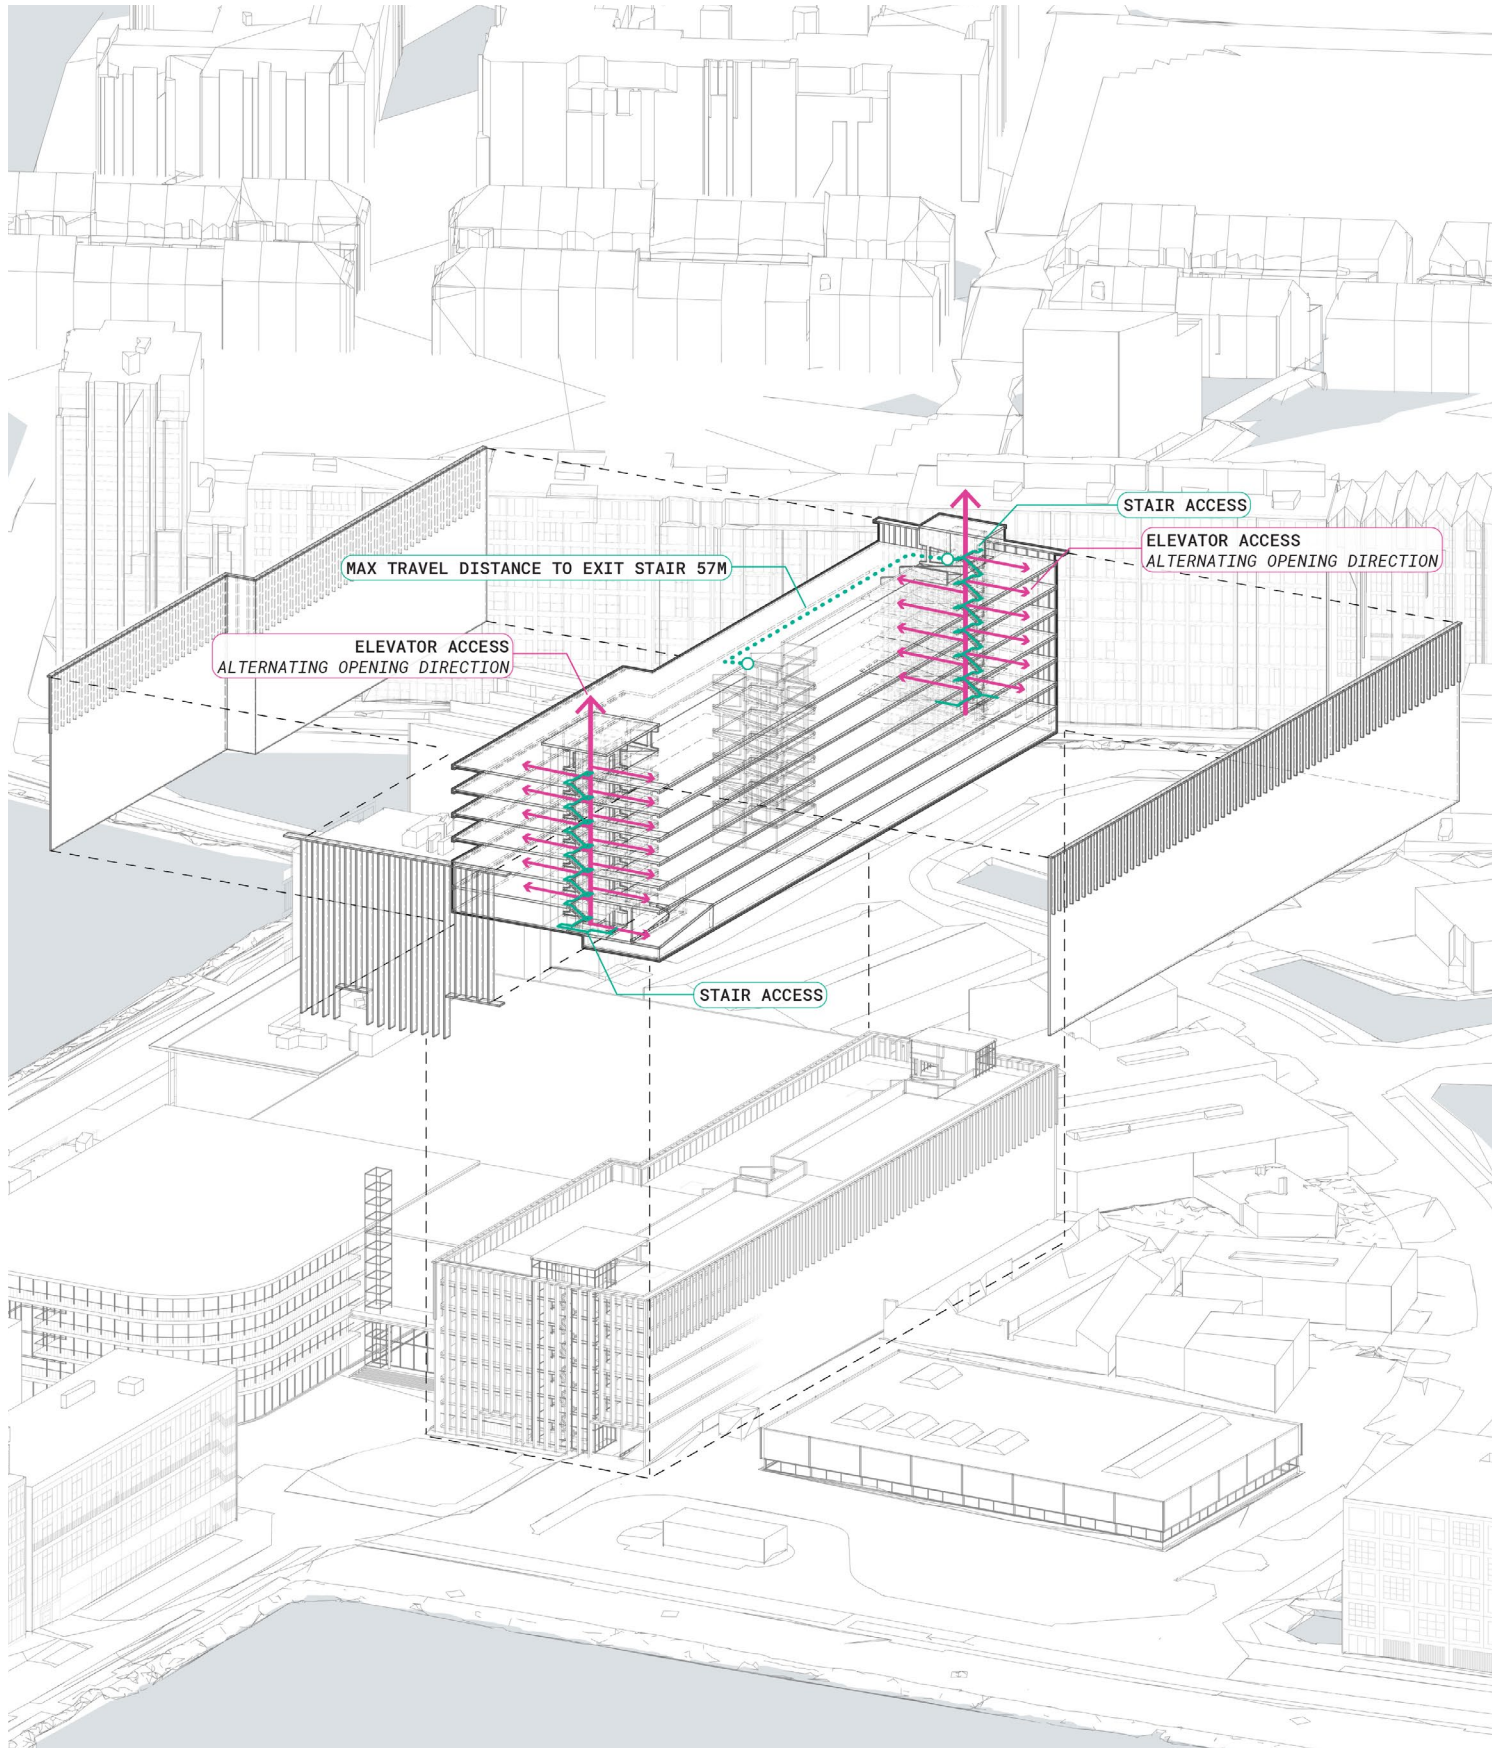 STAIR ACCESS
ELEVATOR ACCESS
ALTERNATING OPENING DIRECTION
MAX TRAVEL DISTANCE TO EXIT STAIR 57M
ELEVATOR ACCESS
ALTERNATING OPENING DIRECTION
STAIR ACCESS